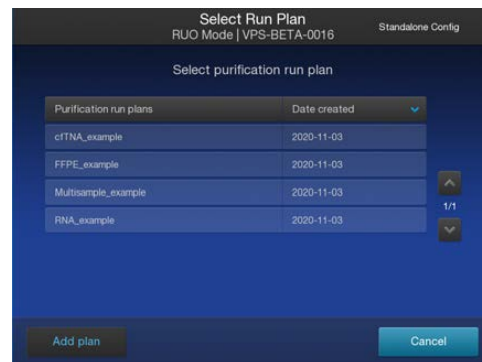 Select Run Plan
RUO Mode | VPS-BETA-0016
Standalone Config
Select purification run plan
Purification run plans Date created
cfTNA_example 2020-11-03
FFPE_example 2020-11-03
Multisample_example 2020-11-03
RNA_example 2020-11-03
1/1
Add plan Cancel